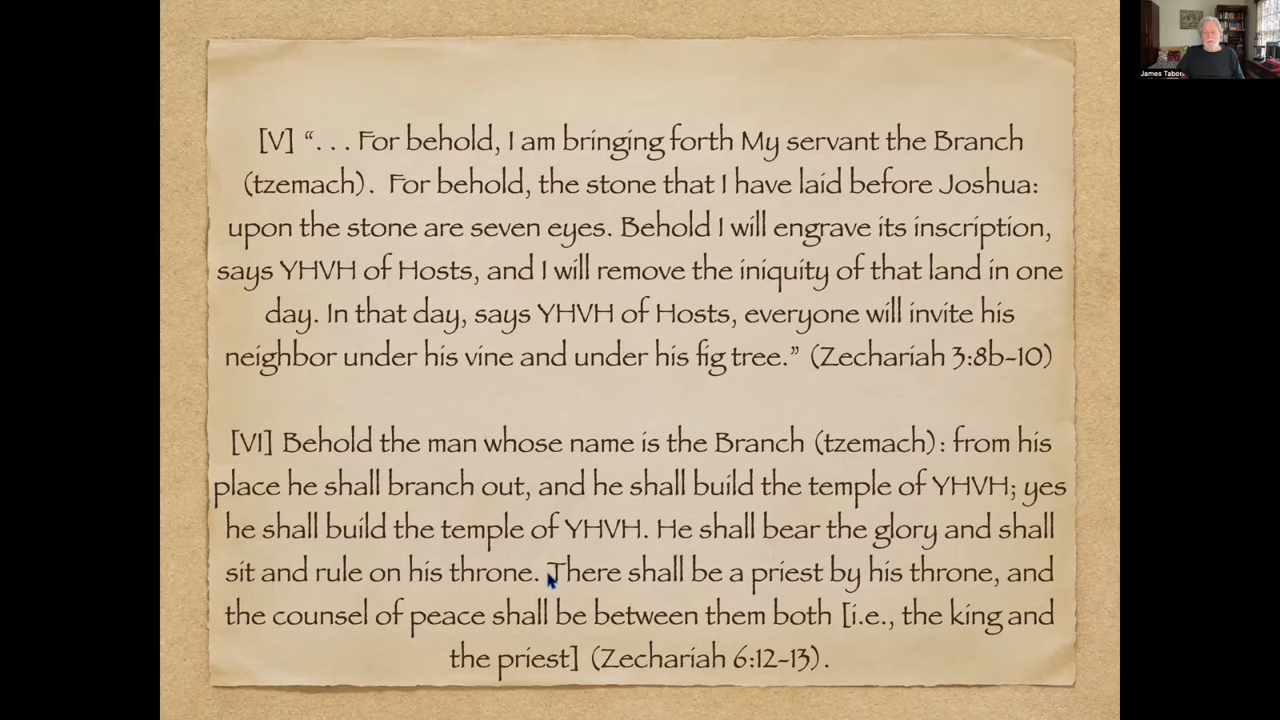 [V] “. . . For behold, I am bringing forth My servant the Branch
(tzemach).  For behold, the stone that I have laid before Joshua:
upon the stone are seven eyes. Behold I will engrave its inscription,
says YHVH of Hosts, and I will remove the iniquity of that land in one
day. In that day, says YHVH of Hosts, everyone will invite his
neighbor under his vine and under his fig tree.” (Zechariah 3:8b-10)
[VI] Behold the man whose name is the Branch (tzemach): from his
place he shall branch out, and he shall build the temple of YHVH; yes
he shall build the temple of YHVH. He shall bear the glory and shall
sit and rule on his throne. There shall be a priest by his throne, and
the counsel of peace shall be between them both [i.e., the king and
the priest] (Zechariah 6:12-13).
James Tabor